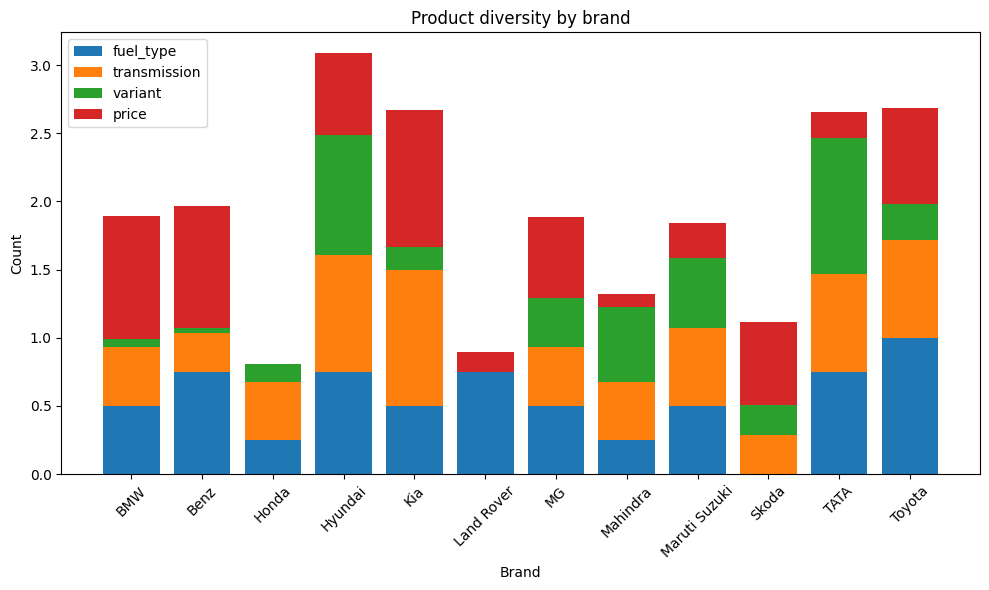 Product diversity by brand
fuel_type
transmission
variant
price
3.0
2.5
2.0
1.5
1.0
0.5
0.0
Count
BMW
Benz
Honda
Hyundai
Kia
Land Rover
MG
Mahindra
Maruti Suzuki
Skoda
TATA
Toyota
Brand